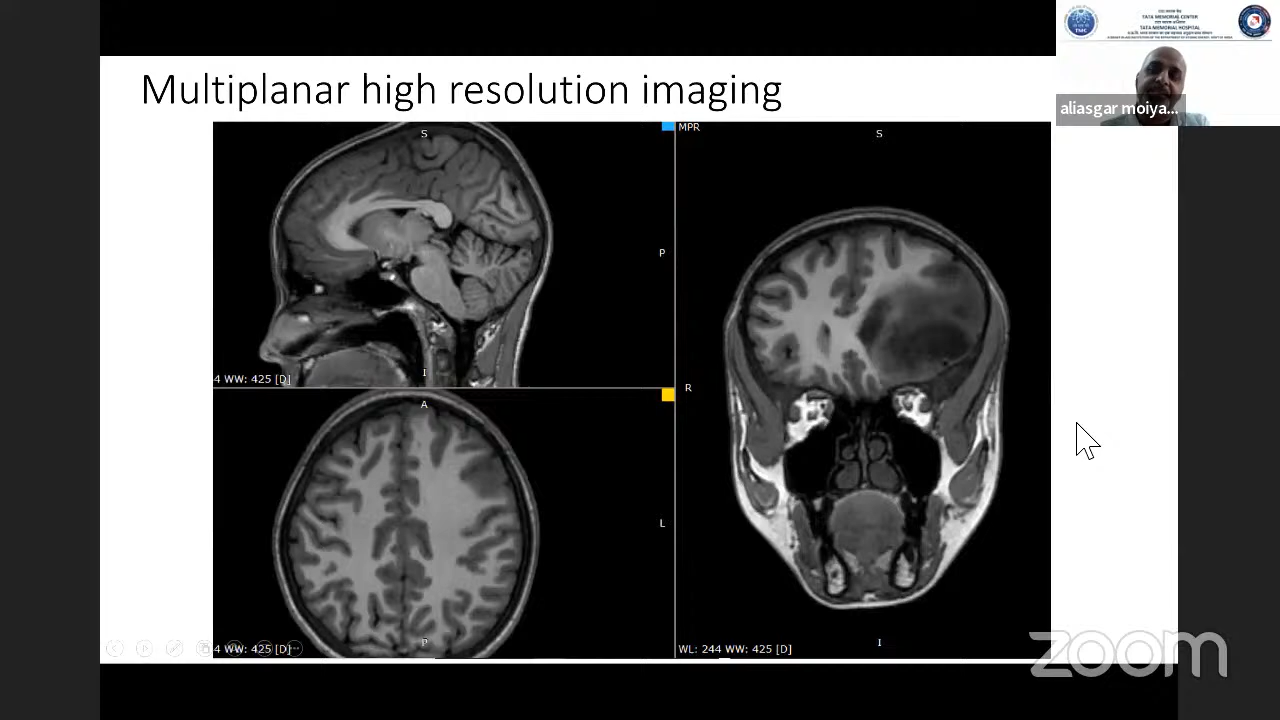 Multiplanar high resolution imaging
TATA MEMORIAL CENTER
TATA MEMORIAL HOSPITAL
aliasgar moiya...
S
P
I
4 WW: 425 [D]
A
L
P
4 WW: 425 [D]
MPR
S
R
I
WL: 244 WW: 425 [D]
zoom